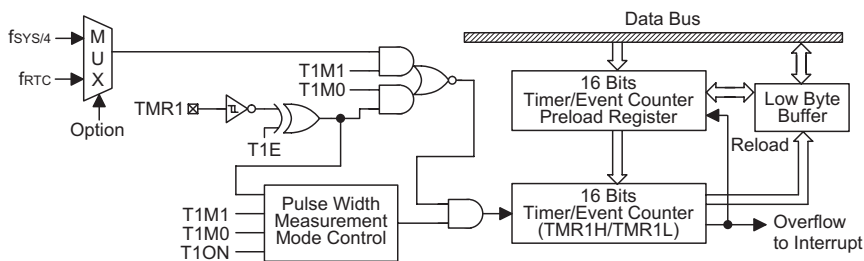 Data Bus
fSYS/4
fRTC
M
U
X
Option
TMR1
T1E
T1M1
T1M0
16 Bits
Timer/Event Counter
Preload Register
Low Byte
Buffer
Reload
T1M1
T1M0
T1ON
Pulse Width
Measurement
Mode Control
16 Bits
Timer/Event Counter
(TMR1H/TMR1L)
Overflow
to Interrupt